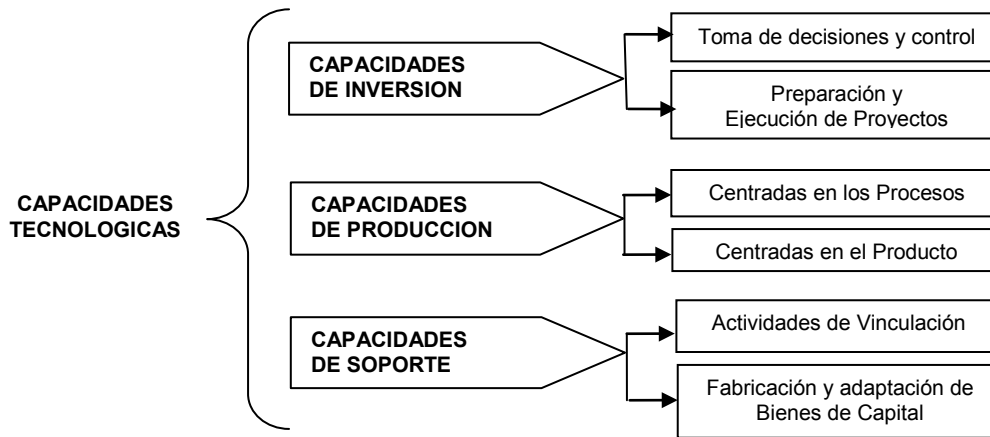 CAPACIDADES
TECNOLOGICAS
CAPACIDADES
DE INVERSION
Toma de decisiones y control
Preparación y
Ejecución de Proyectos
CAPACIDADES
DE PRODUCCION
Centradas en los Procesos
Centradas en el Producto
CAPACIDADES
DE SOPORTE
Actividades de Vinculación
Fabricación y adaptación de
Bienes de Capital